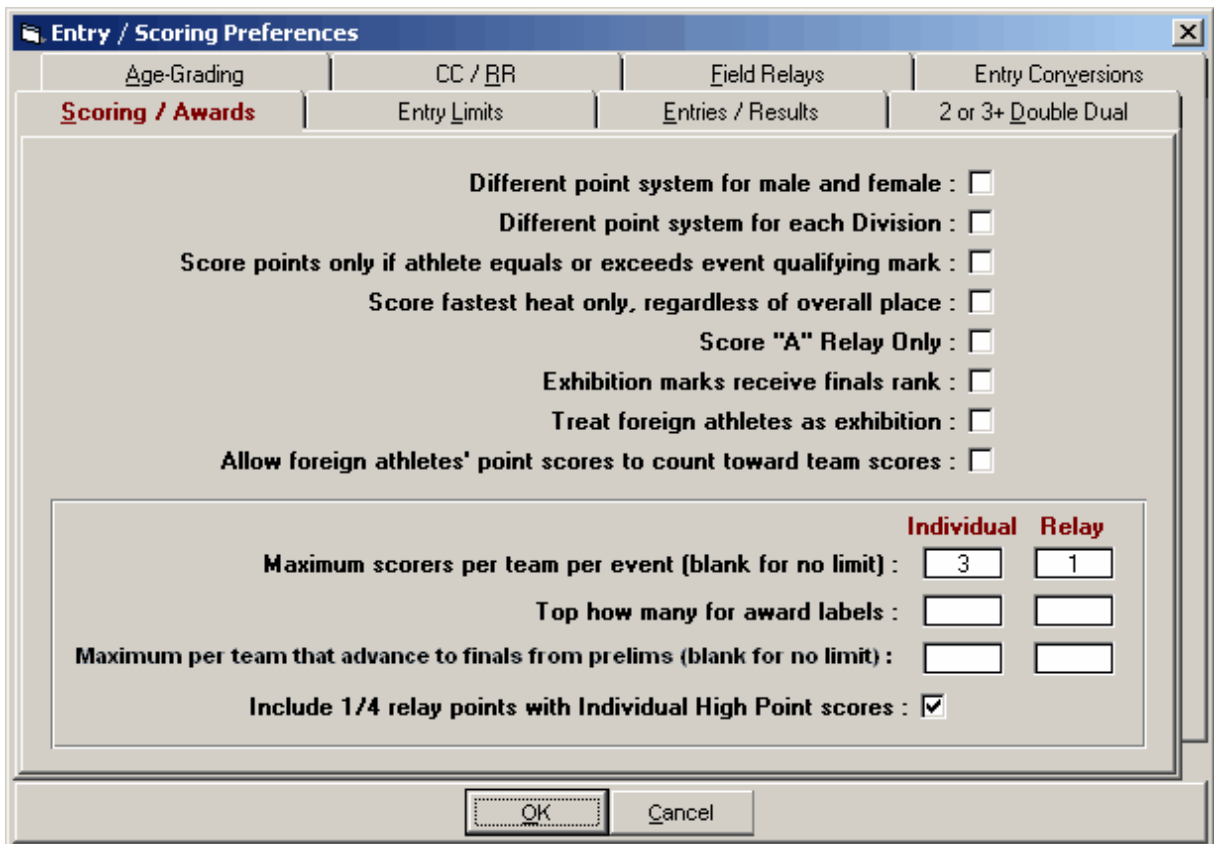 Entry / Scoring Preferences
Age-Grading CC / RR Field Relays Entry Conversions
Scoring / Awards Entry Limits Entries / Results 2 or 3+ Double Dual
Different point system for male and female :
Different point system for each Division :
Score points only if athlete equals or exceeds event qualifying mark :
Score fastest heat only, regardless of overall place :
Score "A" Relay Only :
Exhibition marks receive finals rank :
Treat foreign athletes as exhibition :
Allow foreign athletes' point scores to count toward team scores :
Individual Relay
Maximum scorers per team per event (blank for no limit) : 3 1
Top how many for award labels :
Maximum per team that advance to finals from prelims (blank for no limit) :
Include 1/4 relay points with Individual High Point scores :
OK Cancel